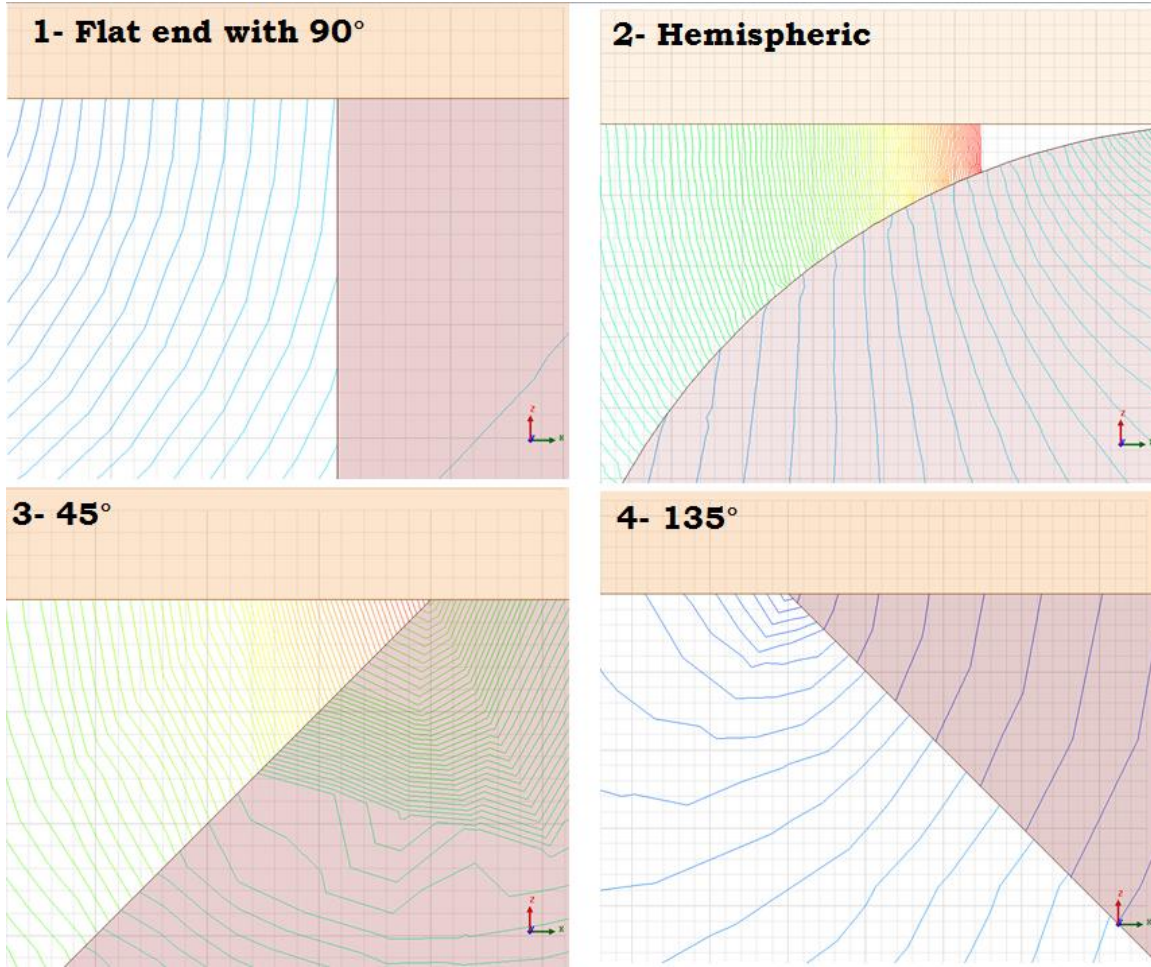 1- Flat end with 90°
2- Hemispheric
z
x
z
3- 45°
4- 135°
z
x
z
x